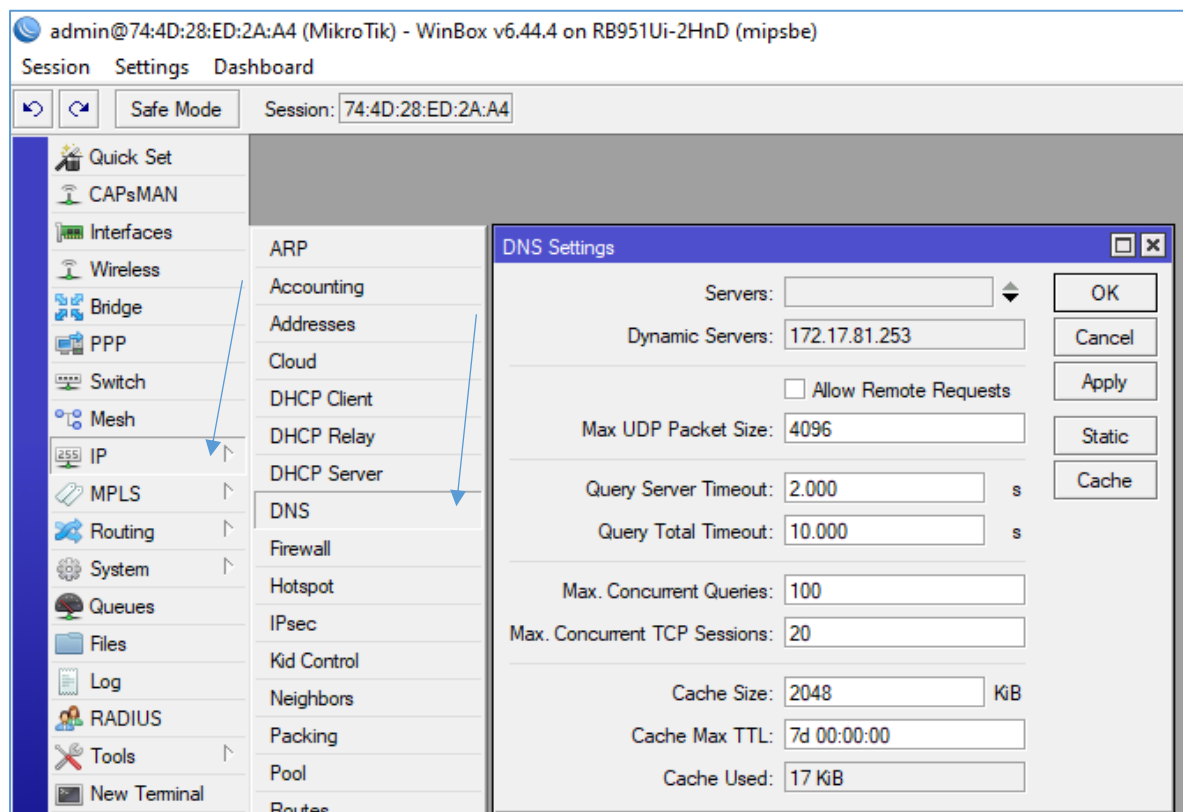 admin@74:4D:28:ED:2A:A4 (MikroTik) - WinBox v6.44.4 on RB951Ui-2HnD (mipsbe)
Session Settings Dashboard
Safe Mode Session: 74:4D:28:ED:2A:A4
Quick Set
CAPsMAN
Interfaces
Wireless
Bridge
PPP
Switch
Mesh
255 IP
MPLS
Routing
System
Queues
Files
Log
RADIUS
Tools
New Terminal
ARP
Accounting
Addresses
Cloud
DHCP Client
DHCP Relay
DHCP Server
DNS
Firewall
Hotspot
IPsec
Kid Control
Neighbors
Packing
Pool
Routes
DNS Settings
Servers:
Dynamic Servers: 172.17.81.253
Allow Remote Requests
Max UDP Packet Size: 4096
Query Server Timeout: 2.000 s
Query Total Timeout: 10.000 s
Max. Concurrent Queries: 100
Max. Concurrent TCP Sessions: 20
Cache Size: 2048 KiB
Cache Max TTL: 7d 00:00:00
Cache Used: 17 KiB
OK
Cancel
Apply
Static
Cache